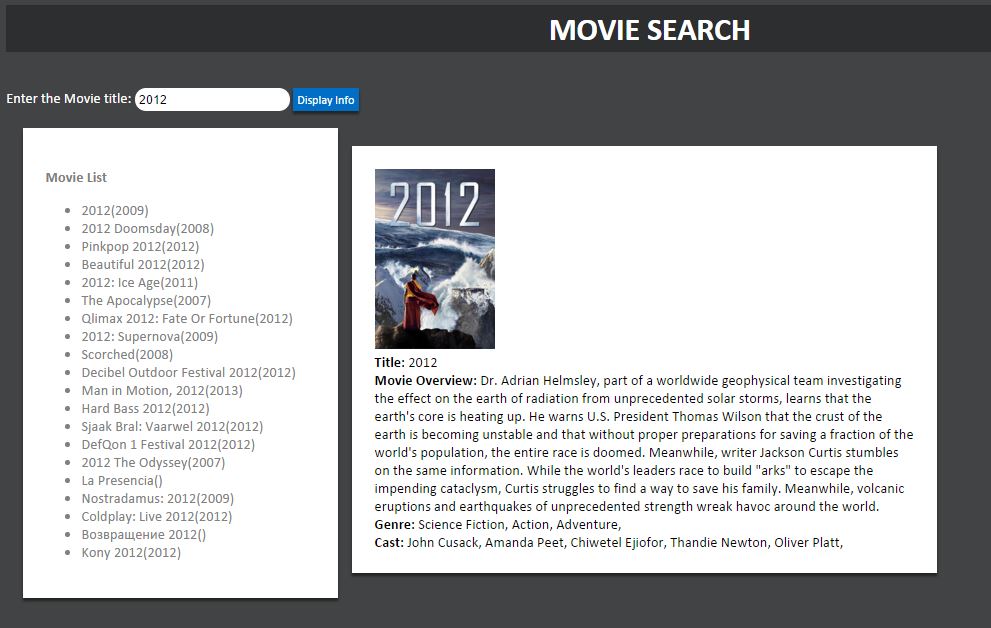 MOVIE SEARCH
Enter the Movie title: 2012 Display Info
Movie List
2012(2009)
2012 Doomsday(2008)
Pinkpop 2012(2012)
Beautiful 2012(2012)
2012: Ice Age(2011)
The Apocalypse(2007)
Qlimax 2012: Fate Or Fortune(2012)
2012: Supernova(2009)
Scorched(2008)
Decibel Outdoor Festival 2012(2012)
Man in Motion, 2012(2013)
Hard Bass 2012(2012)
Sjaak Bral: Vaarwel 2012(2012)
DefQon 1 Festival 2012(2012)
2012 The Odyssey(2007)
La Presencia()
Nostradamus: 2012(2009)
Coldplay: Live 2012(2012)
Возвращение 2012()
Kony 2012(2012)
2012
Title: 2012
Movie Overview: Dr. Adrian Helmsley, part of a worldwide geophysical team investigating
the effect on the earth of radiation from unprecedented solar storms, learns that the
earth's core is heating up. He warns U.S. President Thomas Wilson that the crust of the
earth is becoming unstable and that without proper preparations for saving a fraction of the
world's population, the entire race is doomed. Meanwhile, writer Jackson Curtis stumbles
on the same information. While the world's leaders race to build "arks" to escape the
impending cataclysm, Curtis struggles to find a way to save his family. Meanwhile, volcanic
eruptions and earthquakes of unprecedented strength wreak havoc around the world.
Genre: Science Fiction, Action, Adventure,
Cast: John Cusack, Amanda Peet, Chiwetel Ejiofor, Thandie Newton, Oliver Platt,